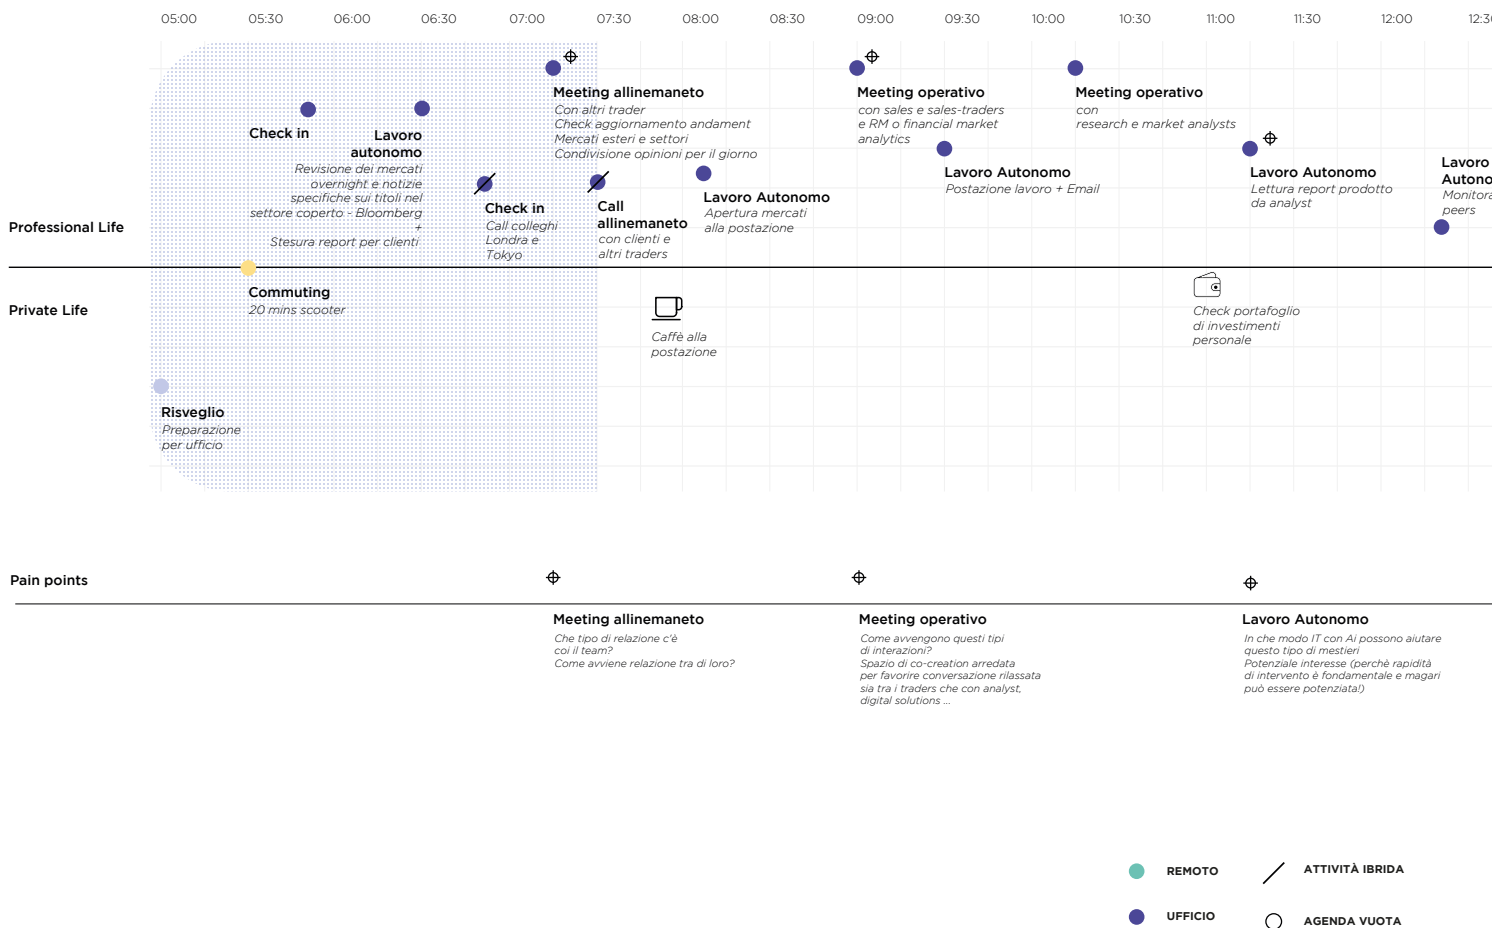 05:00 05:30 06:00 06:30 07:00 07:30 08:00 08:30 09:00 09:30 10:00 10:30 11:00 11:30 12:00 12:30
Meeting allinemaneto
Con altri trader
Check aggiornamento andament
Mercati esteri e settori
Condivisione opinioni per il giorno
Meeting operativo
con sales e sales-traders
e RM o financial market
analytics
Meeting operativo
con
research e market analysts
Check in
Lavoro
autonomo
Revisione dei mercati
overnight e notizie
specifiche sui titoli nel
settore coperto - Bloomberg
+
Stesura report per clienti
Check in
Call colleghi
Londra e
Tokyo
Call
allinemaneto
con clienti e
altri traders
Lavoro Autonomo
Apertura mercati
alla postazione
Lavoro Autonomo
Postazione lavoro + Email
Lavoro Autonomo
Lettura report prodotto
da analyst
Lavoro
Autono
Monitora
peers
Professional Life
Commuting
20 mins scooter
Private Life
Caffè alla
postazione
Check portafoglio
di investimenti
personale
Risveglio
Preparazione
per ufficio
Pain points
Meeting allinemaneto
Che tipo di relazione c'è
coi il team?
Come avviene relazione tra di loro?
Meeting operativo
Come avvengono questi tipi
di interazioni?
Spazio di co-creation arredata
per favorire conversazione rilassata
sia tra i traders che con analyst,
digital solutions ...
Lavoro Autonomo
In che modo IT con Ai possono aiutare
questo tipo di mestieri
Potenziale interesse (perchè rapidità
di intervento è fondamentale e magari
può essere potenziata!)
REMOTO
ATTIVITÀ IBRIDA
UFFICIO
AGENDA VUOTA